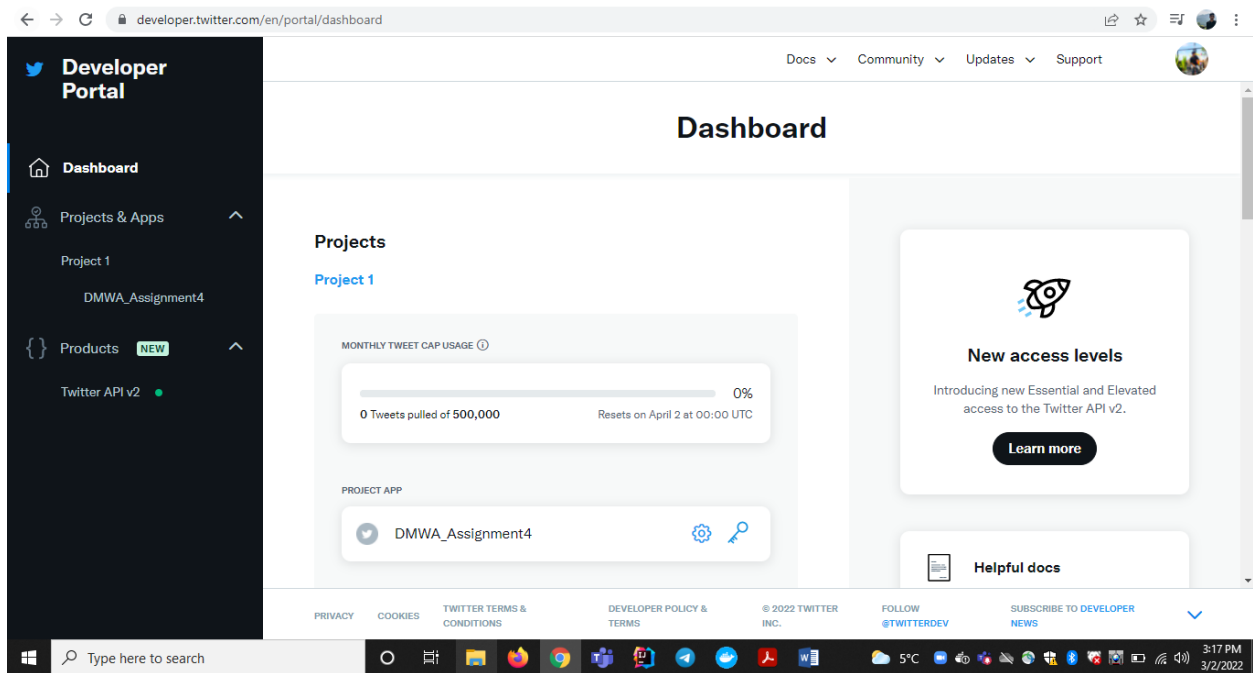 developer.twitter.com/en/portal/dashboard
Developer
Portal
Docs
Community
Updates
Support
Dashboard
Dashboard
Projects & Apps
Project 1
DMWA_Assignment4
Products NEW
Twitter API v2
Projects
Project 1
MONTHLY TWEET CAP USAGE
0%
0 Tweets pulled of 500,000
Resets on April 2 at 00:00 UTC
PROJECT APP
DMWA_Assignment4
New access levels
Introducing new Essential and Elevated
access to the Twitter API v2.
Learn more
Helpful docs
PRIVACY
COOKIES
TWITTER TERMS &
CONDITIONS
DEVELOPER POLICY &
TERMS
© 2022 TWITTER
INC.
FOLLOW
@TWITTERDEV
SUBSCRIBE TO DEVELOPER
NEWS
Type here to search
5°C
3:17 PM
3/2/2022